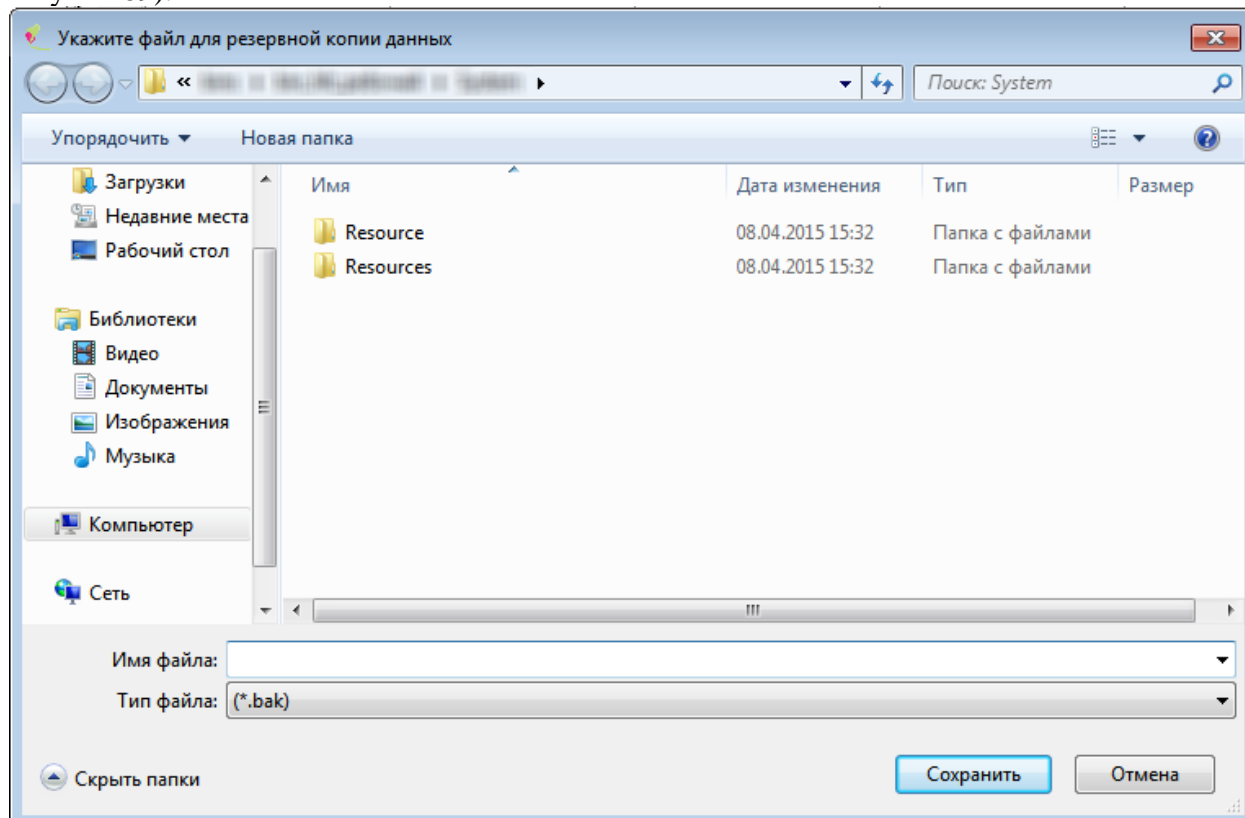 Укажите файл для резервной копии данных
«
Поиск: System
Упорядочить Новая папка
Загрузки
Недавние места
Рабочий стол
Библиотеки
Видео
Документы
Изображения
Музыка
Компьютер
Сеть
Имя Дата изменения Тип Размер
Resource 08.04.2015 15:32 Папка с файлами
Resources 08.04.2015 15:32 Папка с файлами
Имя файла:
Тип файла: (*.bak)
Скрыть папки Сохранить Отмена